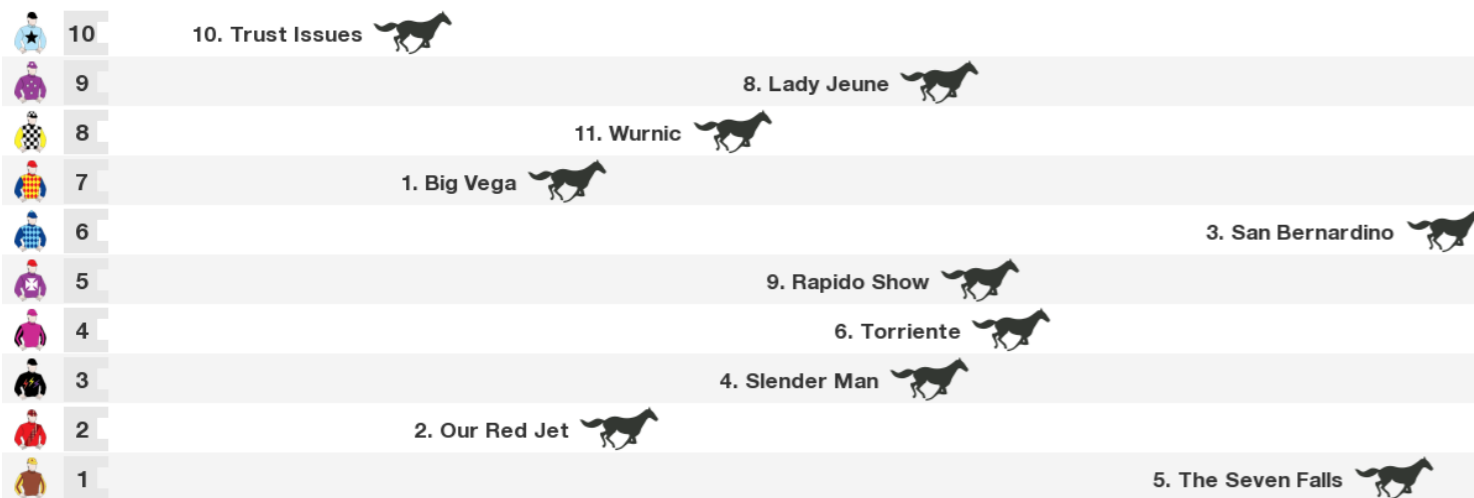 10 10. Trust Issues
9 8. Lady Jeune
8 11. Wurnic
7 1. Big Vega
6 3. San Bernardino
5 9. Rapido Show
4 6. Torriente
3 4. Slender Man
2 2. Our Red Jet
1 5. The Seven Falls